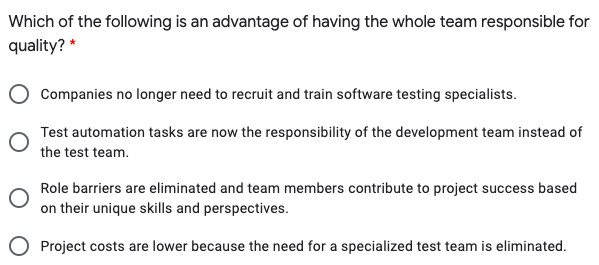 Which of the following is an advantage of having the whole team responsible for
quality? *
Companies no longer need to recruit and train software testing specialists.
Test automation tasks are now the responsibility of the development team instead of
the test team.
Role barriers are eliminated and team members contribute to project success based
on their unique skills and perspectives.
Project costs are lower because the need for a specialized test team is eliminated.